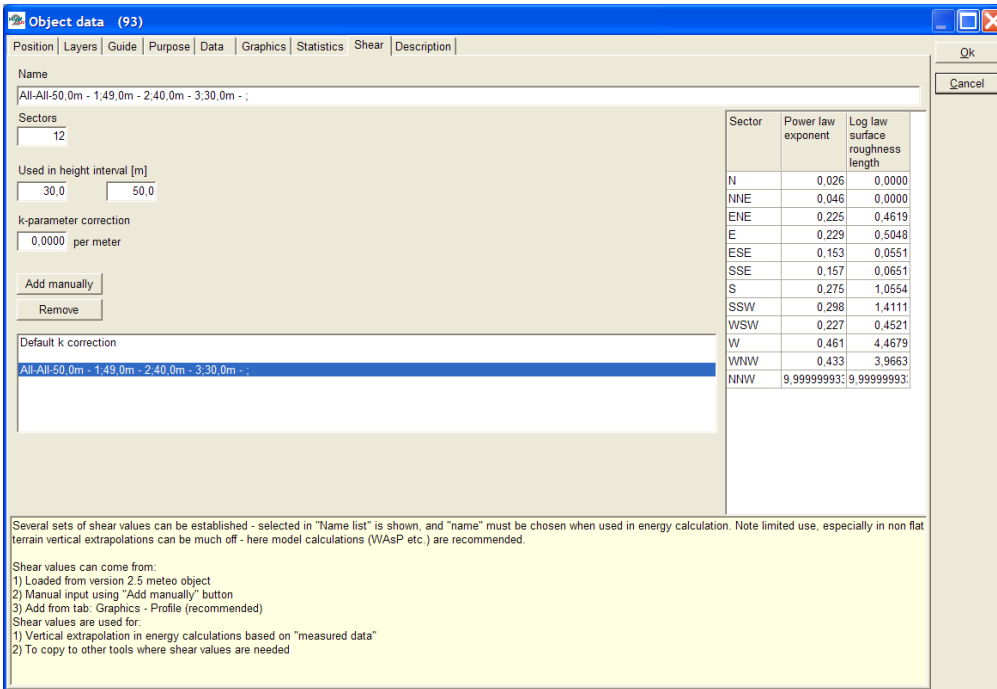 Object data (93)
Position Layers Guide Purpose Data Graphics Statistics Shear Description
Ok
Cancel
Name
All-All-50,0m - 1;49,0m - 2;40,0m - 3;30,0m - ;
Sectors
12
Used in height interval [m]
30,0 50,0
k-parameter correction
0,0000 per meter
Add manually
Remove
Default k correction
All-All-50,0m - 1;49,0m - 2;40,0m - 3;30,0m - ;
Sector Power law exponent Log law surface roughness length
N 0,026 0,0000
NNE 0,046 0,0000
ENE 0,225 0,4619
E 0,229 0,5048
ESE 0,153 0,0551
SSE 0,157 0,0651
S 0,275 1,0554
SSW 0,298 1,4111
WSW 0,227 0,4521
W 0,461 4,4679
WNW 0,433 3,9663
NNW 9,99999993 9,99999993
Several sets of shear values can be established - selected in "Name list" is shown, and "name" must be chosen when used in energy calculation. Note limited use, especially in non flat
terrain vertical extrapolations can be much off - here model calculations (WAsP etc.) are recommended.
Shear values can come from:
1) Loaded from version 2.5 meteo object
2) Manual input using "Add manually" button
3) Add from tab: Graphics - Profile (recommended)
Shear values are used for:
1) Vertical extrapolation in energy calculations based on "measured data"
2) To copy to other tools where shear values are needed